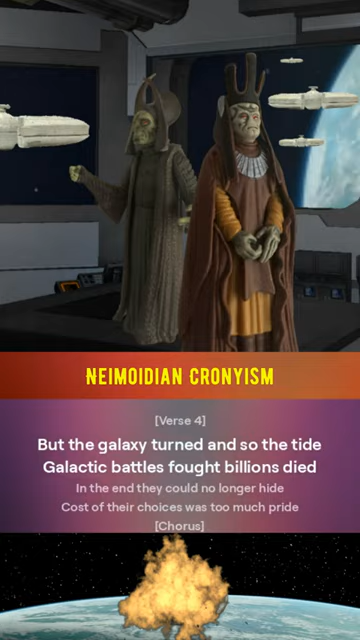 NEIMOIDIAN CRONYISM
[Verse 4]
But the galaxy turned and so the tide
Galactic battles fought billions died
In the end they could no longer hide
Cost of their choices was too much pride
[Chorus]